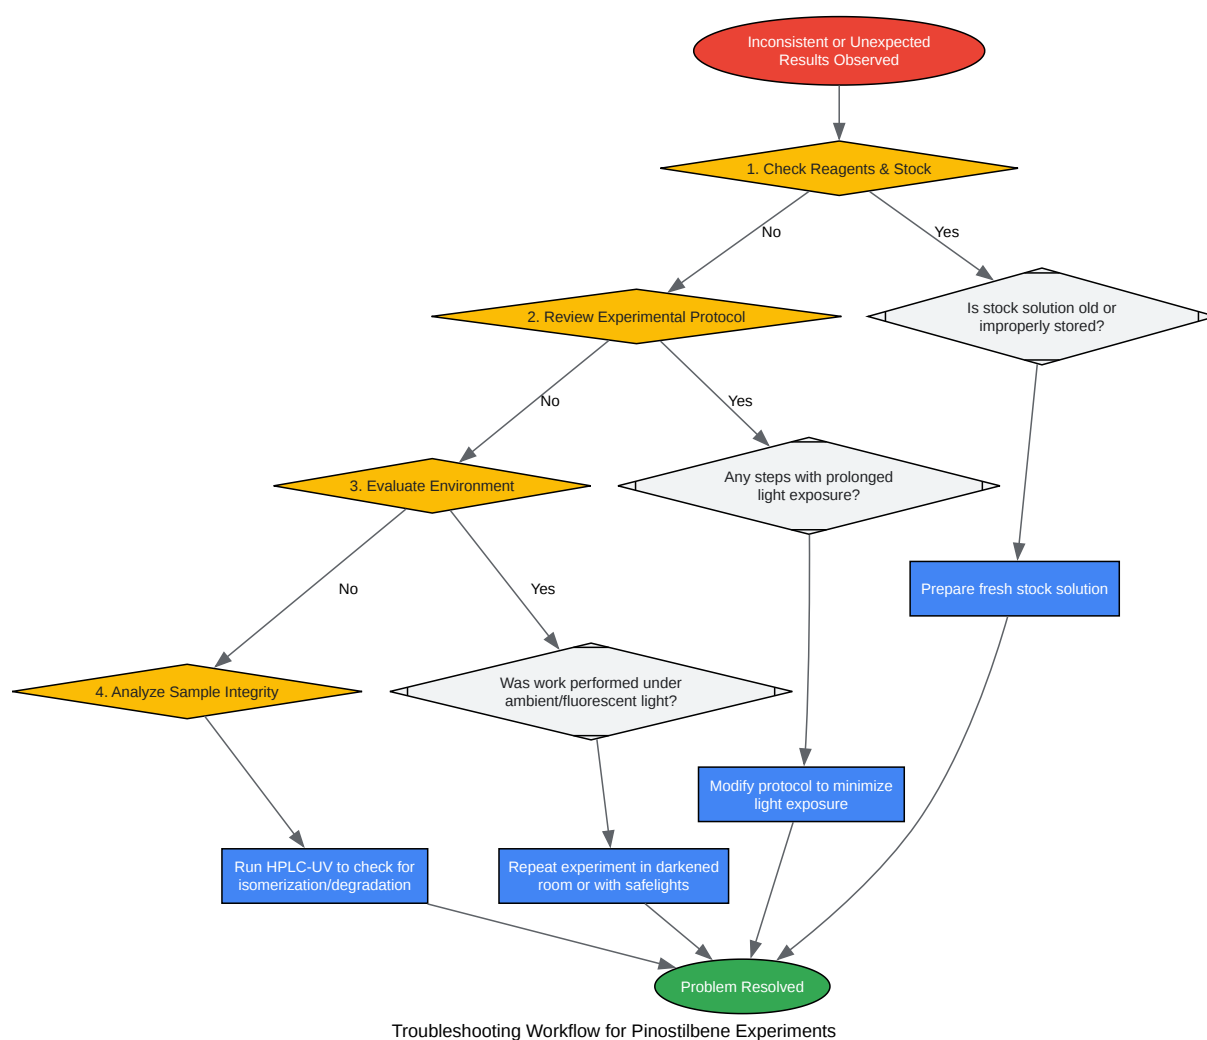 Inconsistent or Unexpected
Results Observed
1. Check Reagents & Stock
No
Yes
2. Review Experimental Protocol
Is stock solution old or
improperly stored?
No
Yes
3. Evaluate Environment
Any steps with prolonged
light exposure?
No
Yes
Prepare fresh stock solution
4. Analyze Sample Integrity
Was work performed under
ambient/fluorescent light?
Modify protocol to minimize
light exposure
Run HPLC-UV to check for
isomerization/degradation
Repeat experiment in darkened
room or with safelights
Problem Resolved
Troubleshooting Workflow for Pinostilbene Experiments